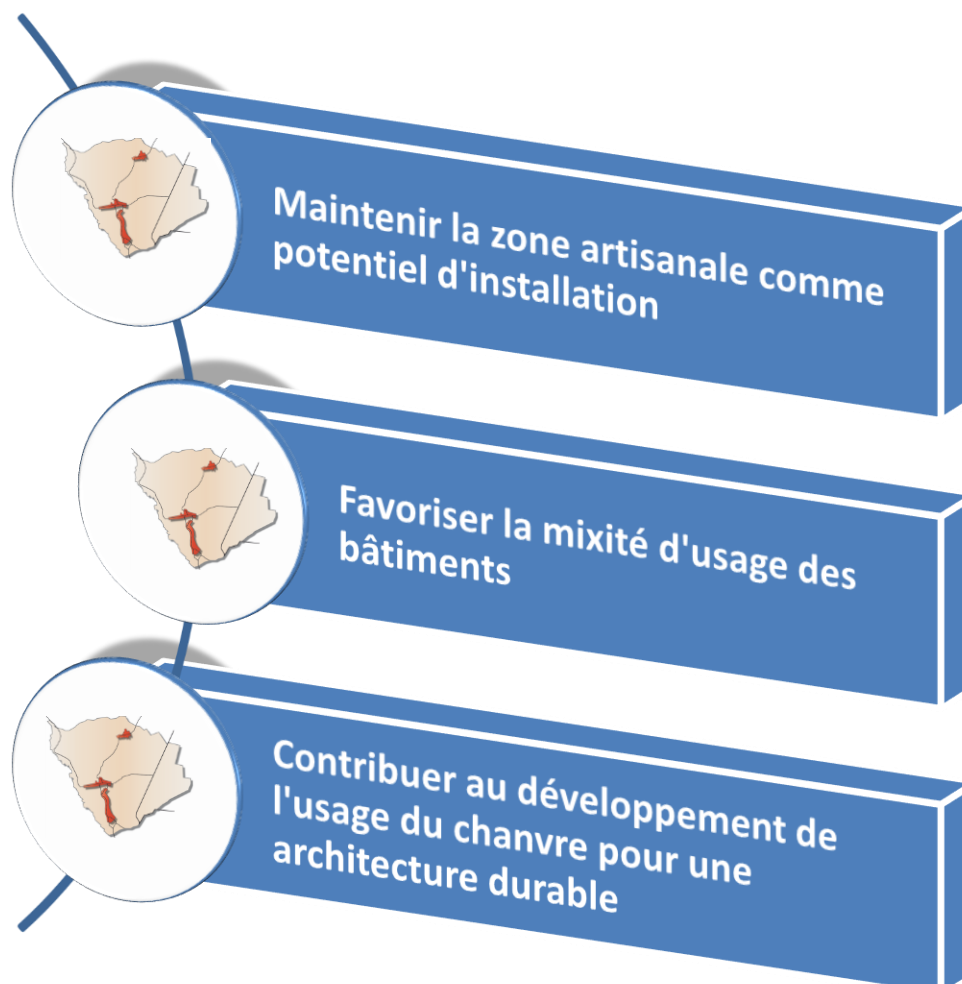 Maintenir la zone artisanale comme
potentiel d'installation
Favoriser la mixité d'usage des
bâtiments
Contribuer au développement de
l'usage du chanvre pour une
architecture durable